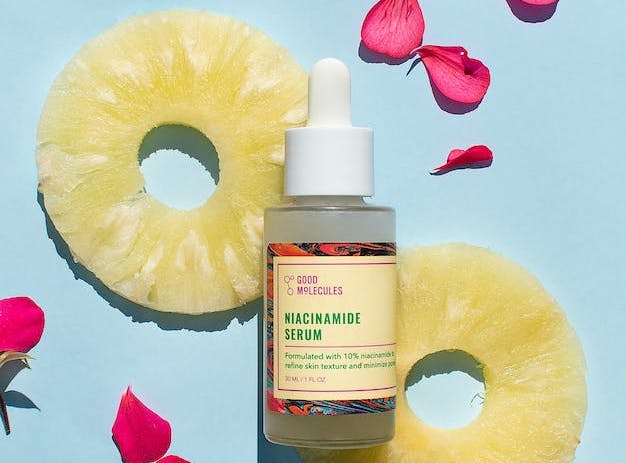 GOOD
MOLECULES
NIACINAMIDE
SERUM
Formulated with 10% niacinamide
refine skin texture and minimize
30 ML / 1 FL OZ